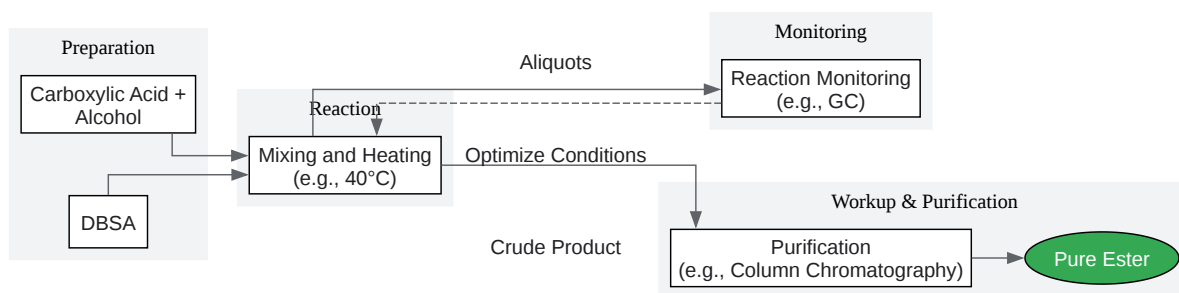 Preparation
Carboxylic Acid +
Alcohol
DBSA
Reaction
Mixing and Heating
(e.g., 40°C)
Aliquots
Optimize Conditions
Crude Product
Monitoring
Reaction Monitoring
(e.g., GC)
Workup & Purification
Purification
(e.g., Column Chromatography)
Pure Ester